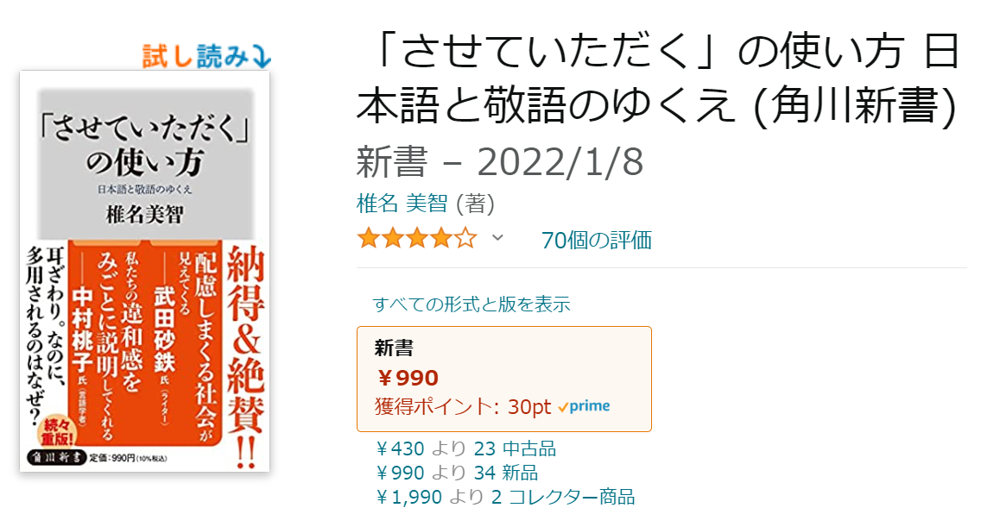 試し読み
「させていただく」
の使い方
日本語と敬語のゆくえ
椎名美智
納得&絶賛!!
配慮しまくる社会が
見えてくる
──武田砂鉄氏(ライター)
私たちの違和感を
みごとに説明してくれる
──中村桃子氏(言語学者)
耳ざわり。なのに、
多用されるのはなぜ?
続々
重版!
角川新書 定価:990円(10%税込)
「させていただく」の使い方 日
本語と敬語のゆくえ (角川新書)
新書 – 2022/1/8
椎名 美智 (著)
70個の評価
すべての形式と版を表示
新書
¥990
獲得ポイント: 30pt prime
¥430 より 23 中古品
¥990 より 34 新品
¥1,990 より 2 コレクター商品